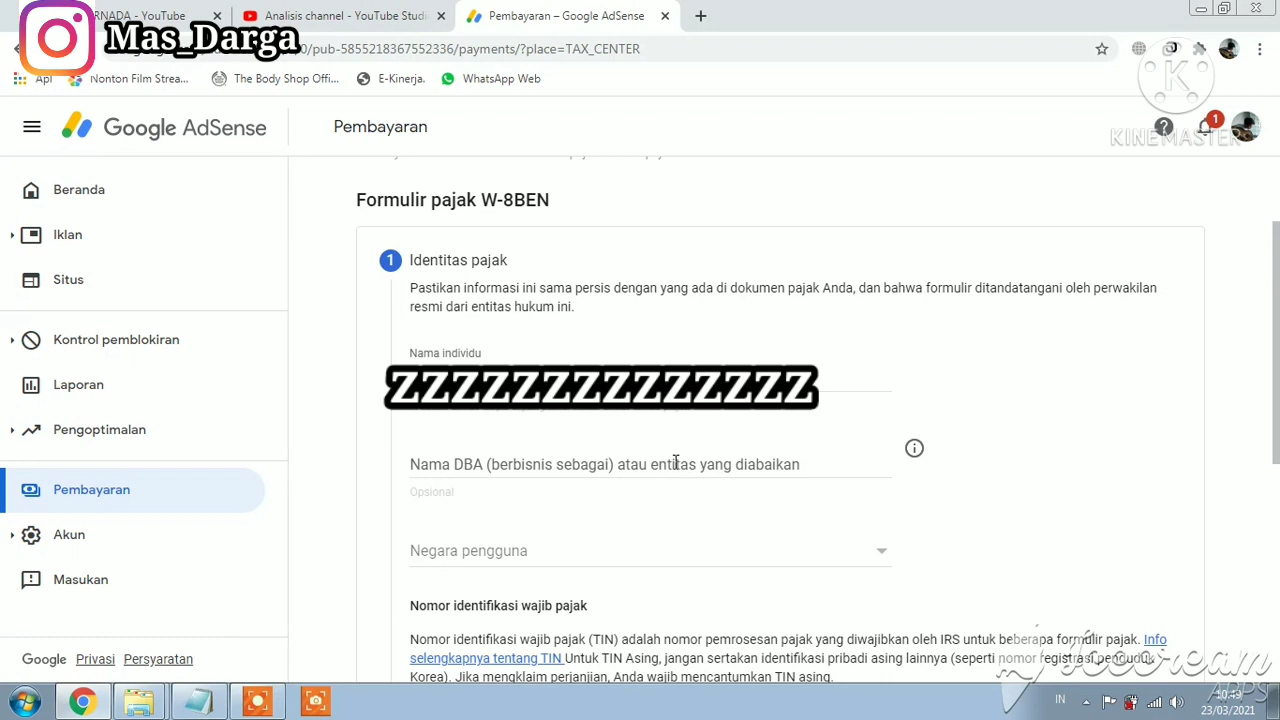 RNADA - YouTube
Analisis channel - YouTube Studi
Pembayaran – Google AdSense
Mas_Darga
0/pub-5855218367552336/payments/?place=TAX_CENTER
Apl
Nonton Film Strea...
The Body Shop Offi...
E-Kinerja.
WhatsApp Web
K
KINEMASTER
Google AdSense
Pembayaran
1
Beranda
Iklan
Situs
Kontrol pemblokiran
Laporan
Pengoptimalan
Pembayaran
Akun
Masukan
Google Privasi Persyaratan
Formulir pajak W-8BEN
1 Identitas pajak
Pastikan informasi ini sama persis dengan yang ada di dokumen pajak Anda, dan bahwa formulir ditandatangani oleh perwakilan
resmi dari entitas hukum ini.
Nama individu
ZZZZZZZZZZZZZZ
Nama DBA (berbisnis sebagai) atau entitas yang diabaikan
Opsional
Negara pengguna
Nomor identifikasi wajib pajak
Nomor identifikasi wajib pajak (TIN) adalah nomor pemrosesan pajak yang diwajibkan oleh IRS untuk beberapa formulir pajak. Info
selengkapnya tentang TIN Untuk TIN Asing, jangan sertakan identifikasi pribadi asing lainnya (seperti nomor registrasi penduduk
Korea). Jika mengklaim perjanjian, Anda wajib mencantumkan TIN asing.
APPS
IN
10:49
23/03/2021